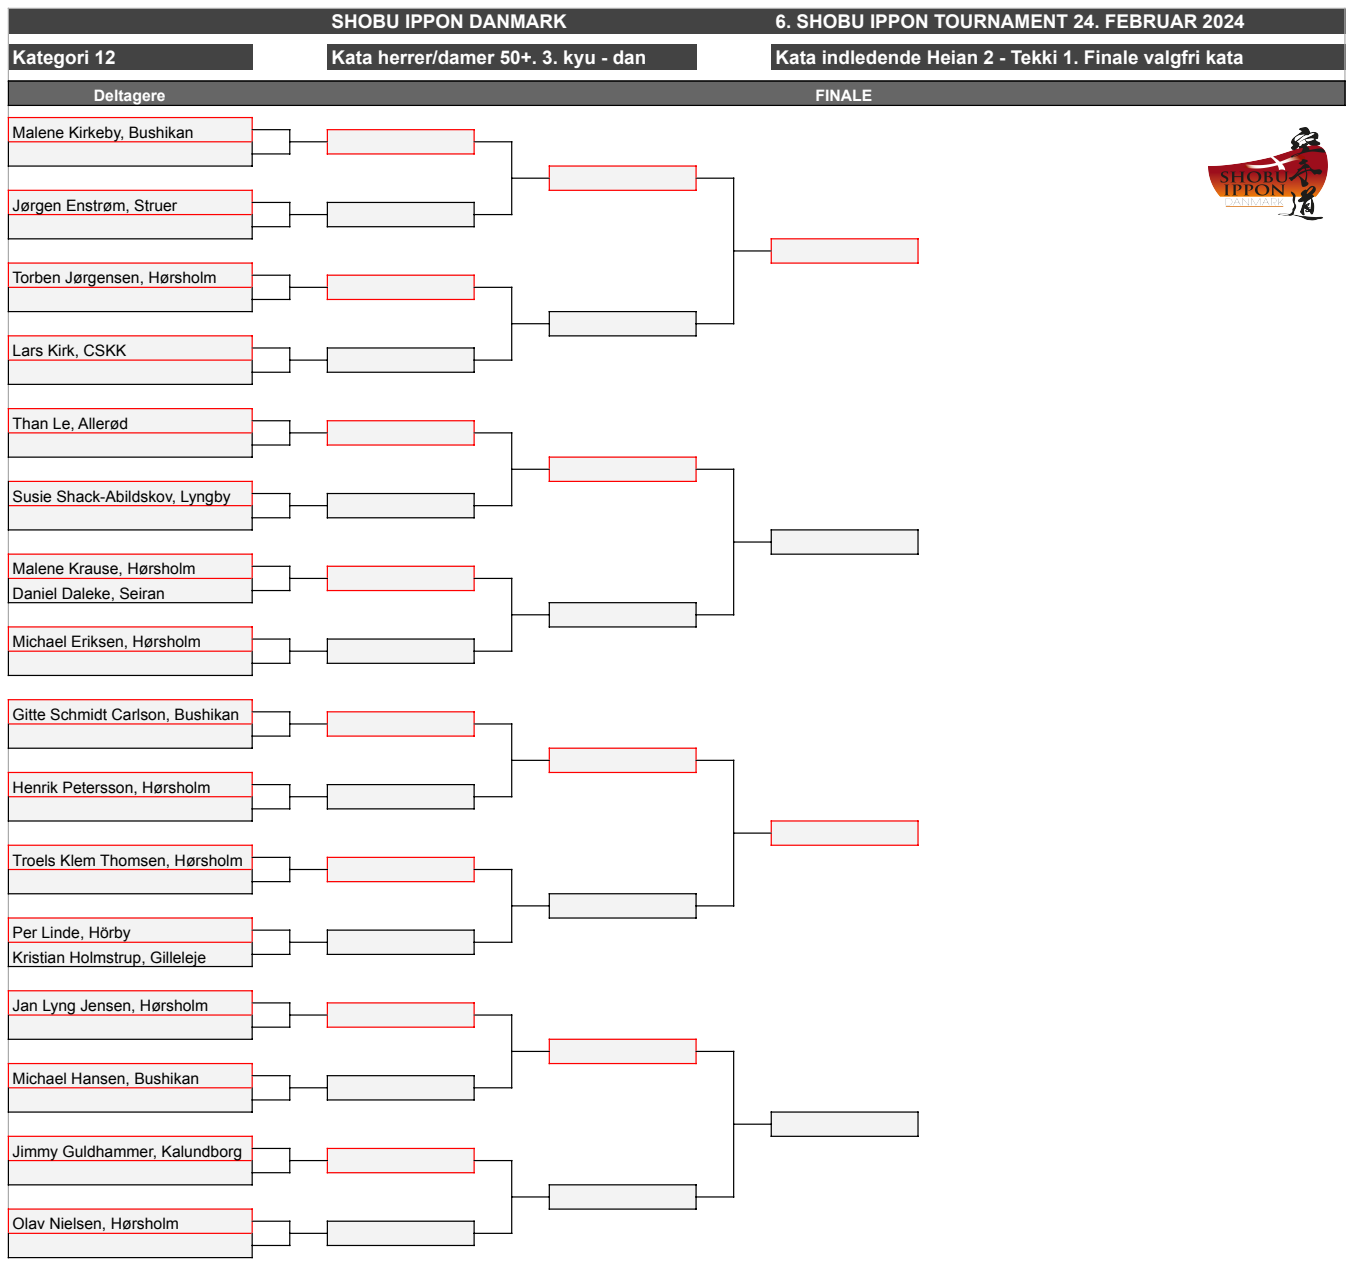 SHOBU IPPON DANMARK 6. SHOBU IPPON TOURNAMENT 24. FEBRUAR 2024
Kategori 12 Kata herrer/damer 50+. 3. kyu - dan Kata indledende Heian 2 - Tekki 1. Finale valgfri kata
Deltagere FINALE
Malene Kirkeby, Bushikan
Jørgen Enstrøm, Struer
Torben Jørgensen, Hørsholm
Lars Kirk, CSKK
Than Le, Allerød
Susie Shack-Abildskov, Lyngby
Malene Krause, Hørsholm
Daniel Daleke, Seiran
Michael Eriksen, Hørsholm
Gitte Schmidt Carlson, Bushikan
Henrik Petersson, Hørsholm
Troels Klem Thomsen, Hørsholm
Per Linde, Hörby
Kristian Holmstrup, Gilleleje
Jan Lyng Jensen, Hørsholm
Michael Hansen, Bushikan
Jimmy Guldhammer, Kalundborg
Olav Nielsen, Hørsholm
SHOBU
IPPON
DANMARK
空手道